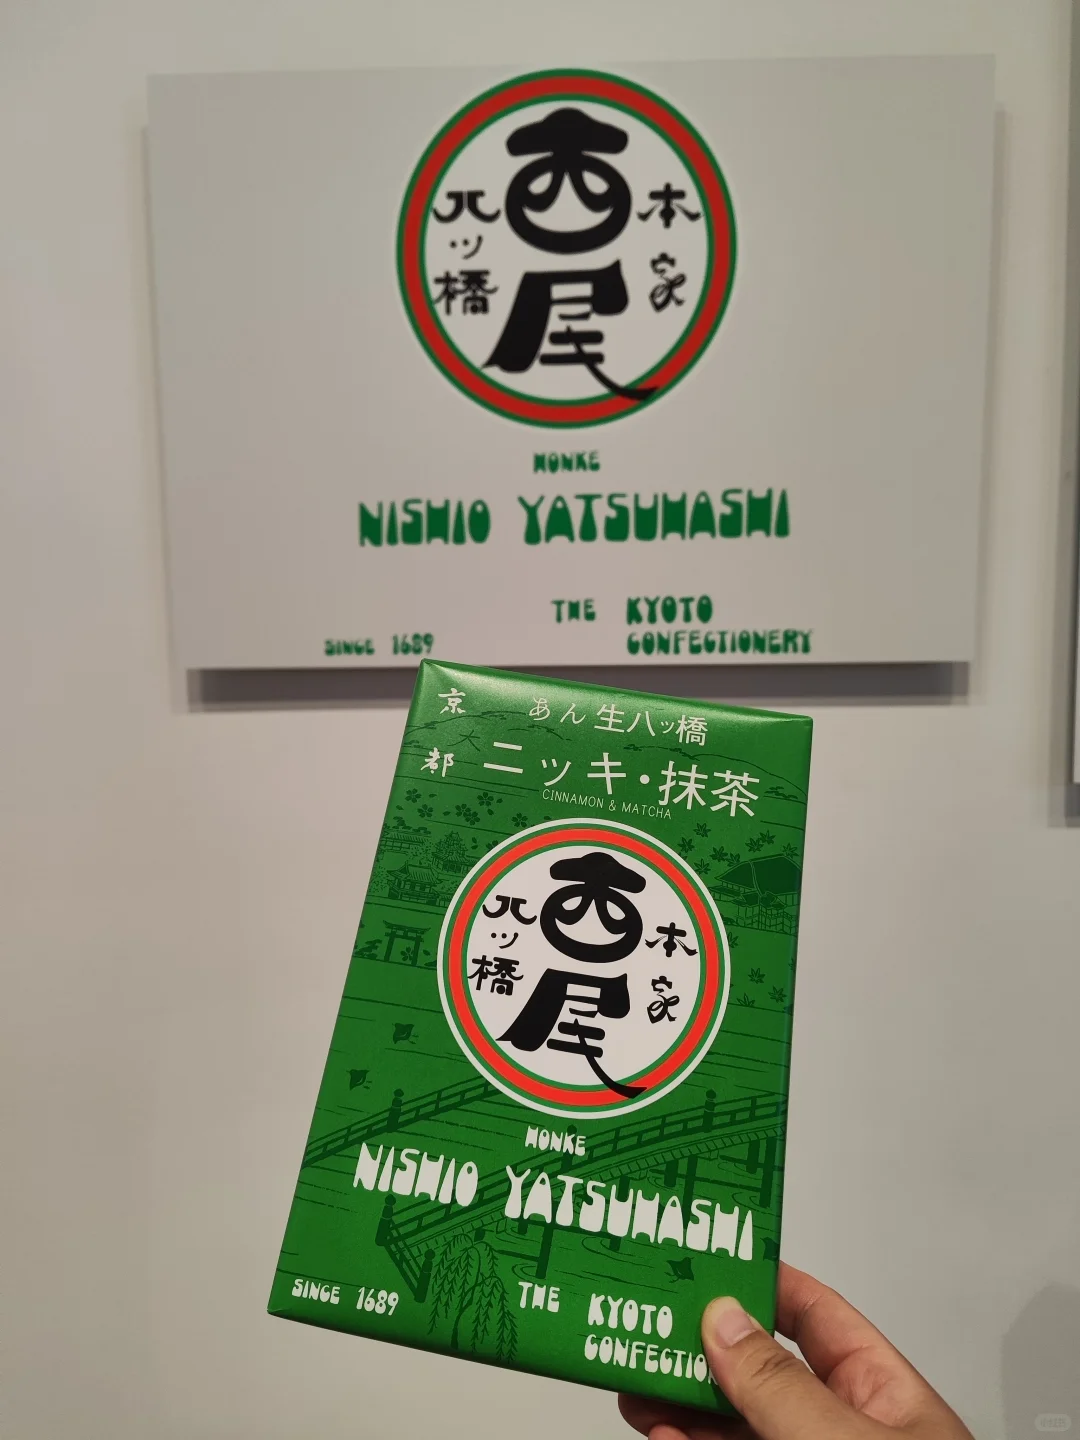 西尾
本家
八ッ橋
HONKE
NISHIO YATSUHASHI
THE KYOTO
CONFECTIONERY
SINCE 1689
京都
あん生八ッ橋
ニッキ・抹茶
CINNAMON & MATCHA
大
西尾
本家
八ッ橋
HONKE
NISHIO YATSUHASHI
SINCE 1689
THE KYOTO
CONFECTIO